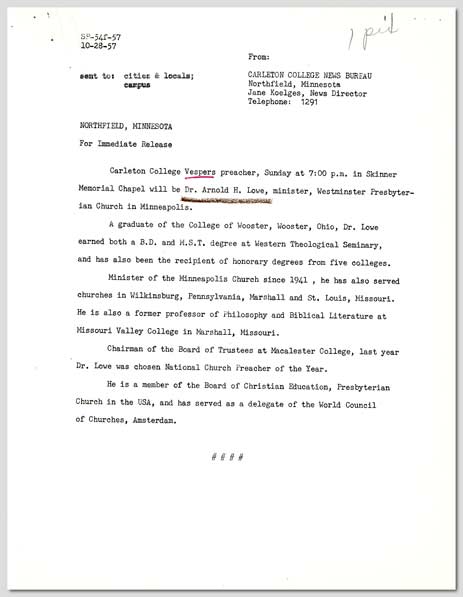 1 pix
SP-54f-57
10-28-57
From:
sent to: cities & locals; campus
CARLETON COLLEGE NEWS BUREAU
Northfield, Minnesota
Jane Koelges, News Director
Telephone: 1291
NORTHFIELD, MINNESOTA
For Immediate Release
Carleton College Vespers preacher, Sunday at 7:00 p.m. in Skinner
Memorial Chapel will be Dr. Arnold H. Lowe, minister, Westminster Presbyter-
ian Church in Minneapolis.
A graduate of the College of Wooster, Wooster, Ohio, Dr. Lowe
earned both a B.D. and M.S.T. degree at Western Theological Seminary,
and has also been the recipient of honorary degrees from five colleges.
Minister of the Minneapolis Church since 1941 , he has also served
churches in Wilkinsburg, Pennsylvania, Marshall and St. Louis, Missouri.
He is also a former professor of Philosophy and Biblical Literature at
Missouri Valley College in Marshall, Missouri.
Chairman of the Board of Trustees at Macalester College, last year
Dr. Lowe was chosen National Church Preacher of the Year.
He is a member of the Board of Christian Education, Presbyterian
Church in the USA, and has served as a delegate of the World Council
of Churches, Amsterdam.
# # # #